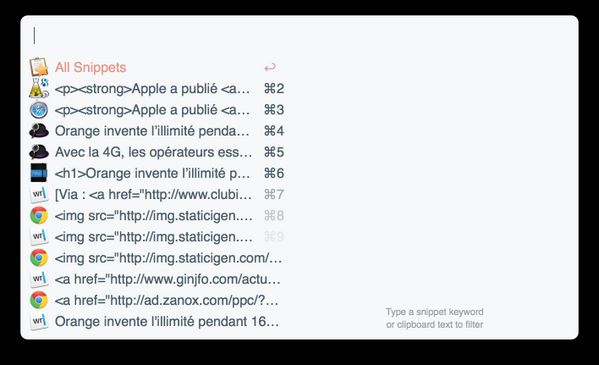 All Snippets ↩
<p><strong>Apple a publié <a… ⌘2
<p><strong>Apple a publié <a… ⌘3
Orange invente l’illimité penda… ⌘4
Avec la 4G, les opérateurs ess… ⌘5
<h1>Orange invente l’illimité p… ⌘6
[Via : <a href="http://www.clubi… ⌘7
<img src="http://img.staticigen.… ⌘8
<img src="http://img.staticigen.… ⌘9
<img src="http://img.staticigen.com/…
<a href="http://www.ginjfo.com/actu…
<a href="http://ad.zanox.com/ppc/?…
Orange invente l'illimité pendant 16…
Type a snippet keyword
or clipboard text to filter